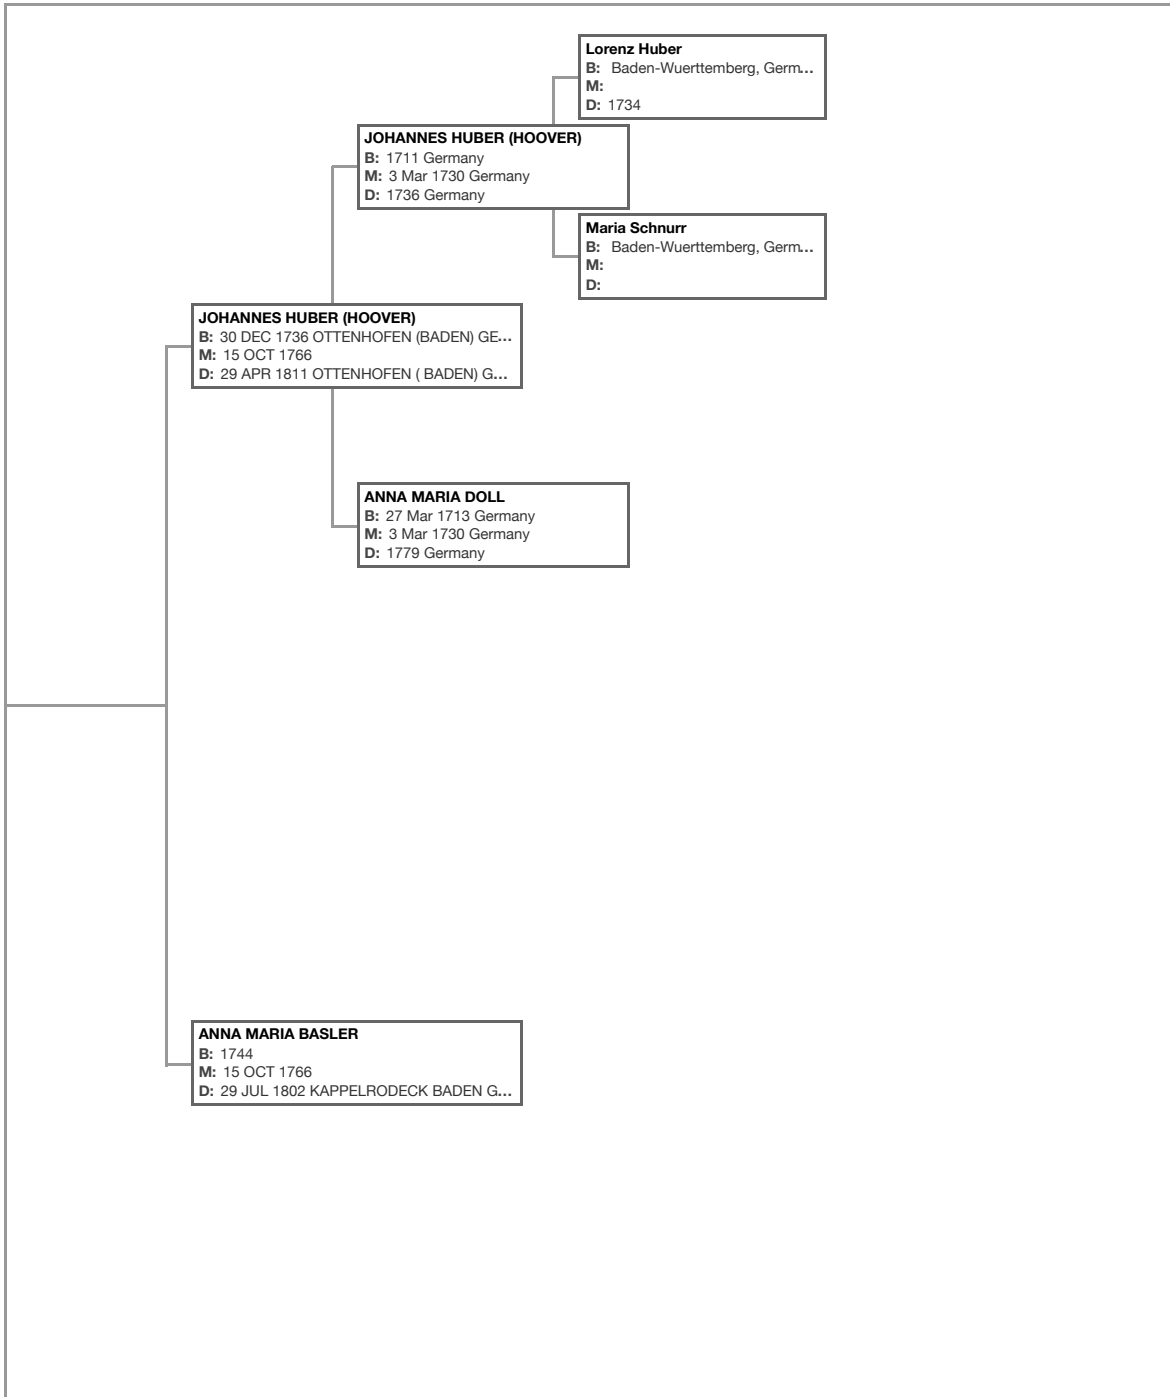 Lorenz Huber
B: Baden-Wuerttemberg, Germ...
M:
D: 1734
JOHANNES HUBER (HOOVER)
B: 1711 Germany
M: 3 Mar 1730 Germany
D: 1736 Germany
Maria Schnurr
B: Baden-Wuerttemberg, Germ...
M:
D:
JOHANNES HUBER (HOOVER)
B: 30 DEC 1736 OTTENHOFEN (BADEN) GE...
M: 15 OCT 1766
D: 29 APR 1811 OTTENHOFEN ( BADEN) G...
ANNA MARIA DOLL
B: 27 Mar 1713 Germany
M: 3 Mar 1730 Germany
D: 1779 Germany
ANNA MARIA BASLER
B: 1744
M: 15 OCT 1766
D: 29 JUL 1802 KAPPELRODECK BADEN G...